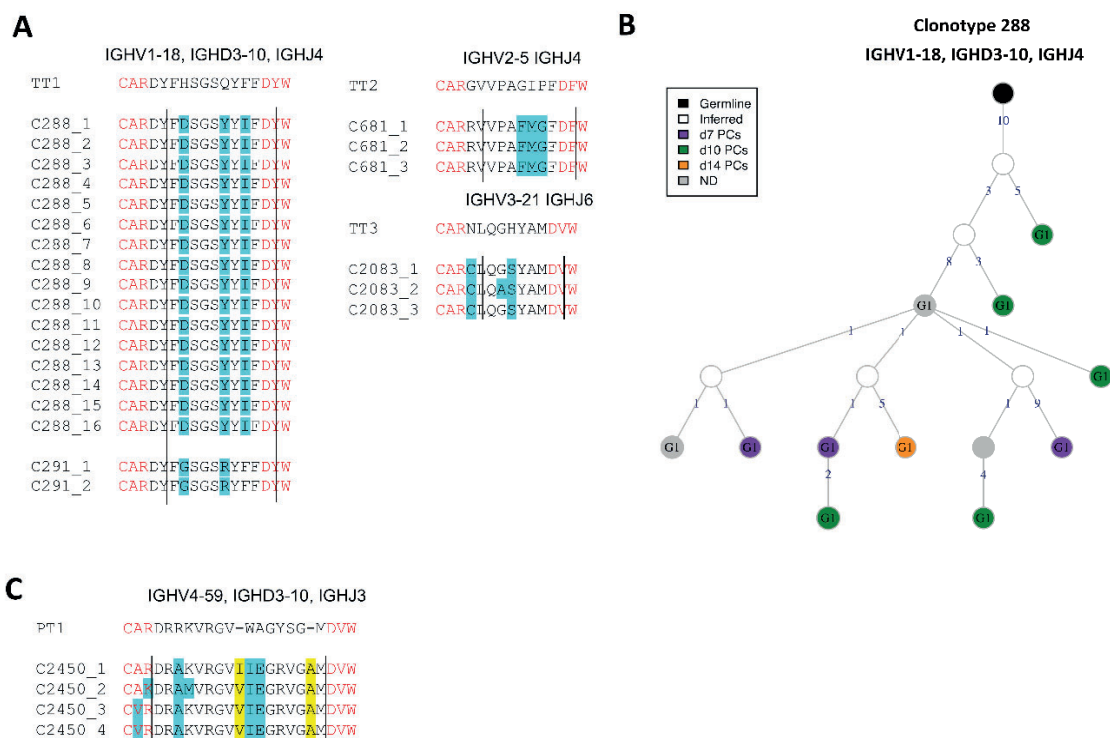 A
IGHV1-18, IGHD3-10, IGHJ4
TT1 CARDYFHSGSQYFFDYW
C288_1 CARDYFDSGSYYIFDYW
C288_2 CARDYFDSGSYYIFDYW
C288_3 CARDYFDSGSYYIFDYW
C288_4 CARDYFDSGSYYIFDYW
C288_5 CARDYFDSGSYYIFDYW
C288_6 CARDYFDSGSYYIFDYW
C288_7 CARDYFDSGSYYIFDYW
C288_8 CARDYFDSGSYYIFDYW
C288_9 CARDYFDSGSYYIFDYW
C288_10 CARDYFDSGSYYIFDYW
C288_11 CARDYFDSGSYYIFDYW
C288_12 CARDYFDSGSYYIFDYW
C288_13 CARDYFDSGSYYIFDYW
C288_14 CARDYFDSGSYYIFDYW
C288_15 CARDYFDSGSYYIFDYW
C288_16 CARDYFDSGSYYIFDYW
C291_1 CARDYFGSGSRYFFDYW
C291_2 CARDYFGSGSRYFFDYW
IGHV2-5 IGHJ4
TT2 CARGVVPAGIPFDFW
C681_1 CARRVVPAFMGFDFW
C681_2 CARRVVPAFMGFDFW
C681_3 CARRVVPAFMGFDFW
IGHV3-21 IGHJ6
TT3 CARNLQGHYAMDVW
C2083_1 CARCLQGSYAMDVW
C2083_2 CARCLQASYAMDVW
C2083_3 CARCLQGSYAMDVW
B
Clonotype 288
IGHV1-18, IGHD3-10, IGHJ4
Germline
Inferred
d7 PCs
d10 PCs
d14 PCs
ND
10
3 5
G1
8 3
G1 G1
1 1 1 1
G1
1 1 1 5 1 9
G1 G1 G1 G1 G1
2 4
G1 G1
C
IGHV4-59, IGHD3-10, IGHJ3
PT1 CARDRRKVRGV-WAGYSG-MDVW
C2450_1 CARDRAKVRGVIIEGRVGAMDVW
C2450_2 CAKDRAMVRGVVIEGRVGAMDVW
C2450_3 CVRDRAKVRGVVIEGRVGAMDVW
C2450_4 CVRDRAKVRGVVIEGRVGAMDVW